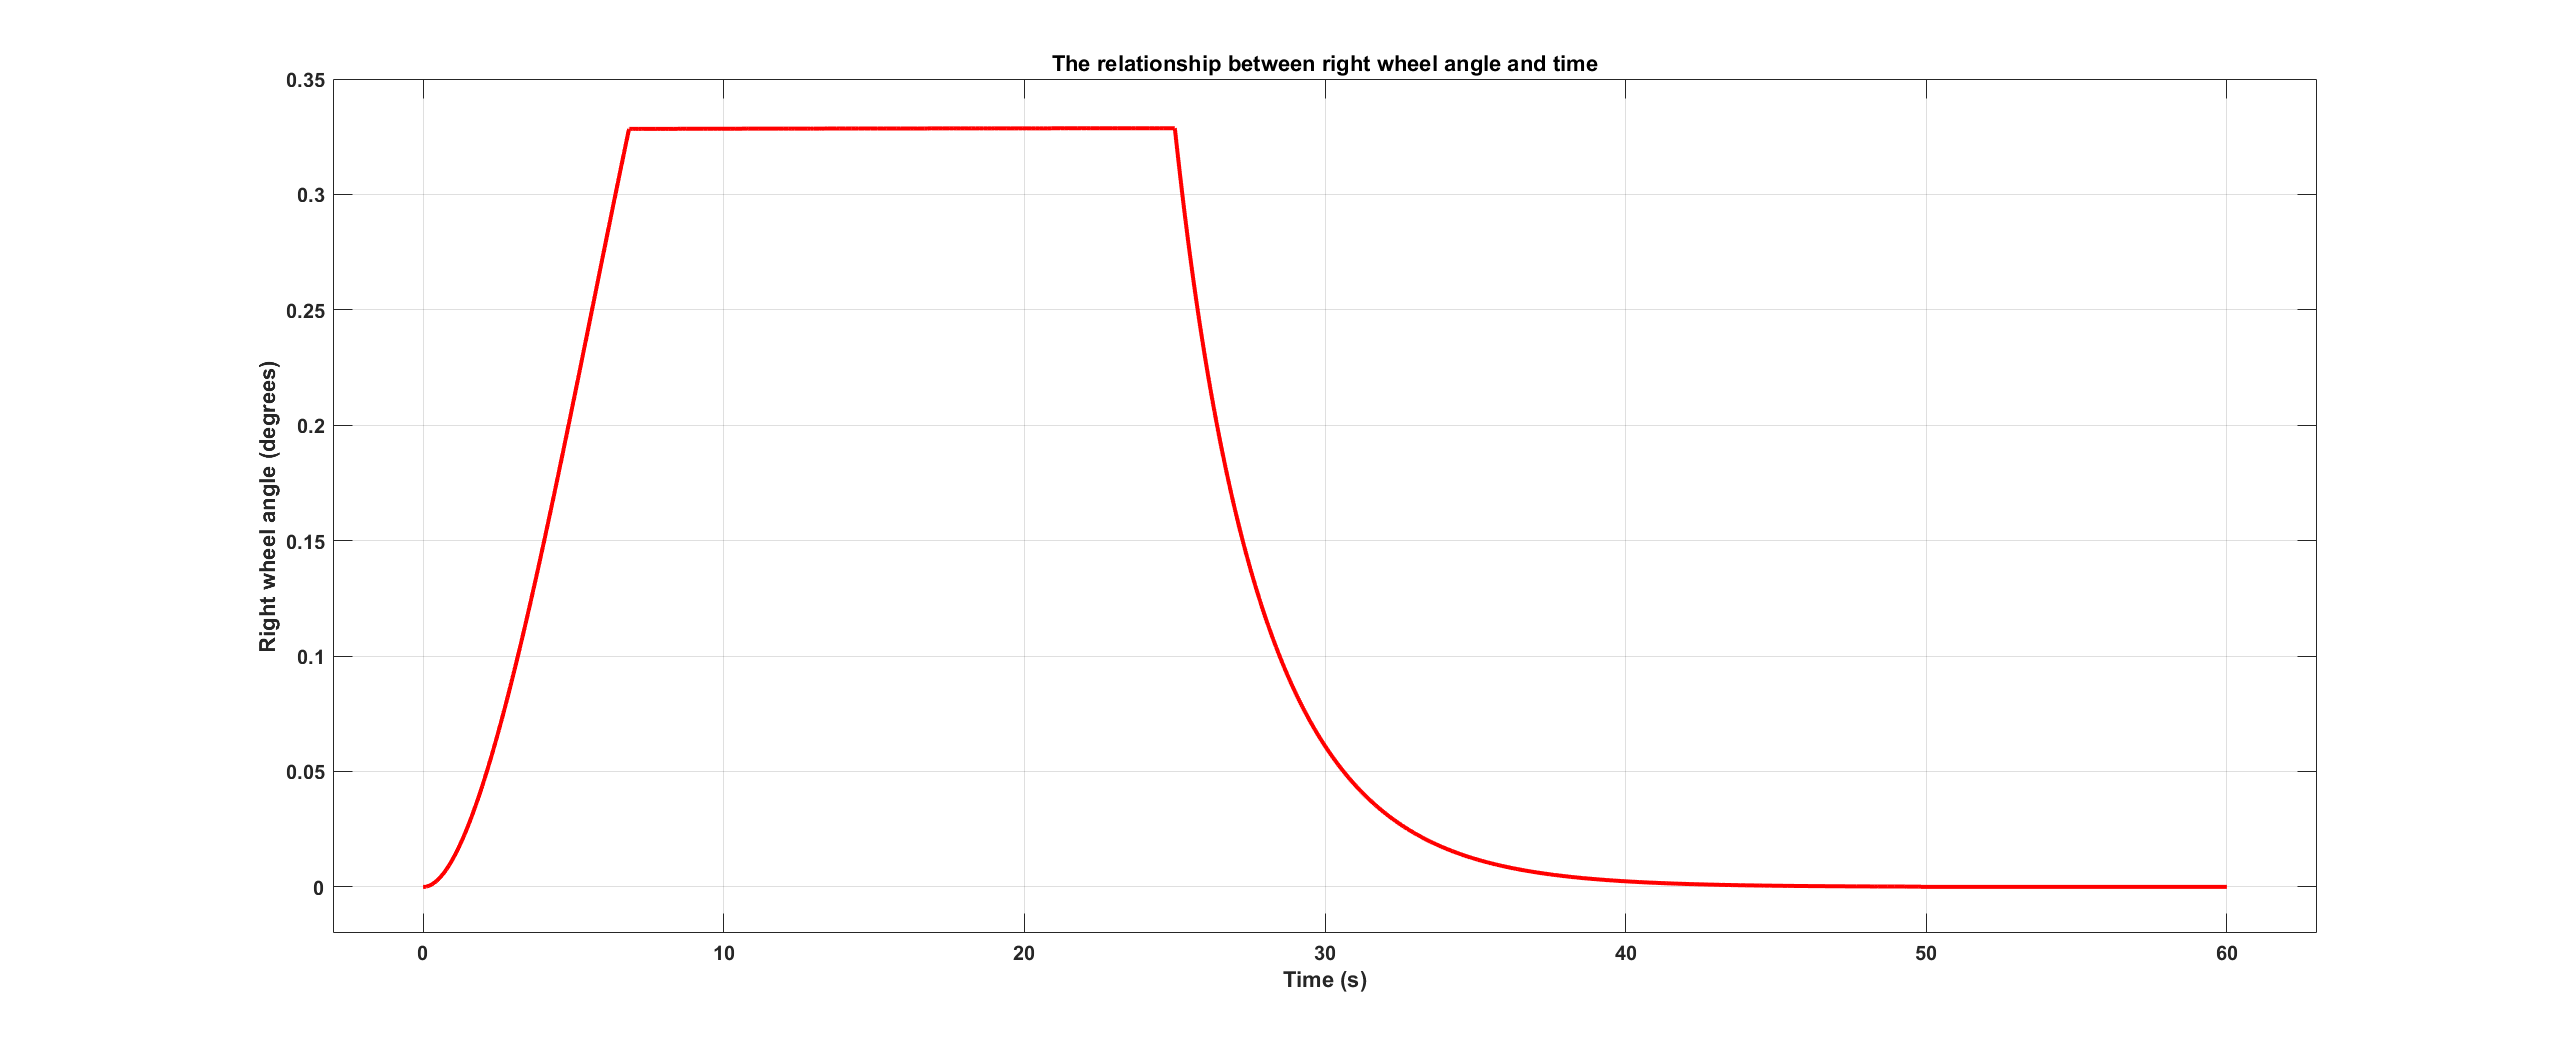 The relationship between right wheel angle and time
0.35
0.3
0.25
0.2
0.15
0.1
0.05
0
Right wheel angle (degrees)
0 10 20 30 40 50 60
Time (s)